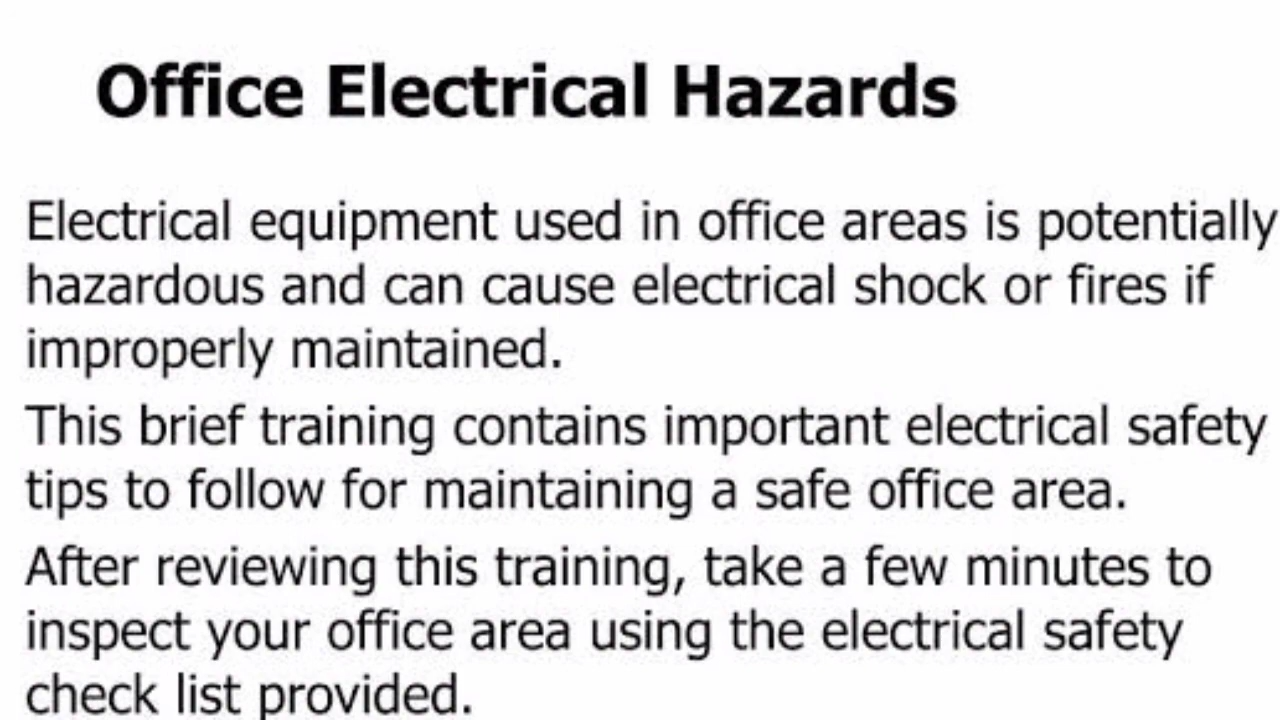 Office Electrical Hazards
Electrical equipment used in office areas is potentially
hazardous and can cause electrical shock or fires if
improperly maintained.
This brief training contains important electrical safety
tips to follow for maintaining a safe office area.
After reviewing this training, take a few minutes to
inspect your office area using the electrical safety
check list provided.